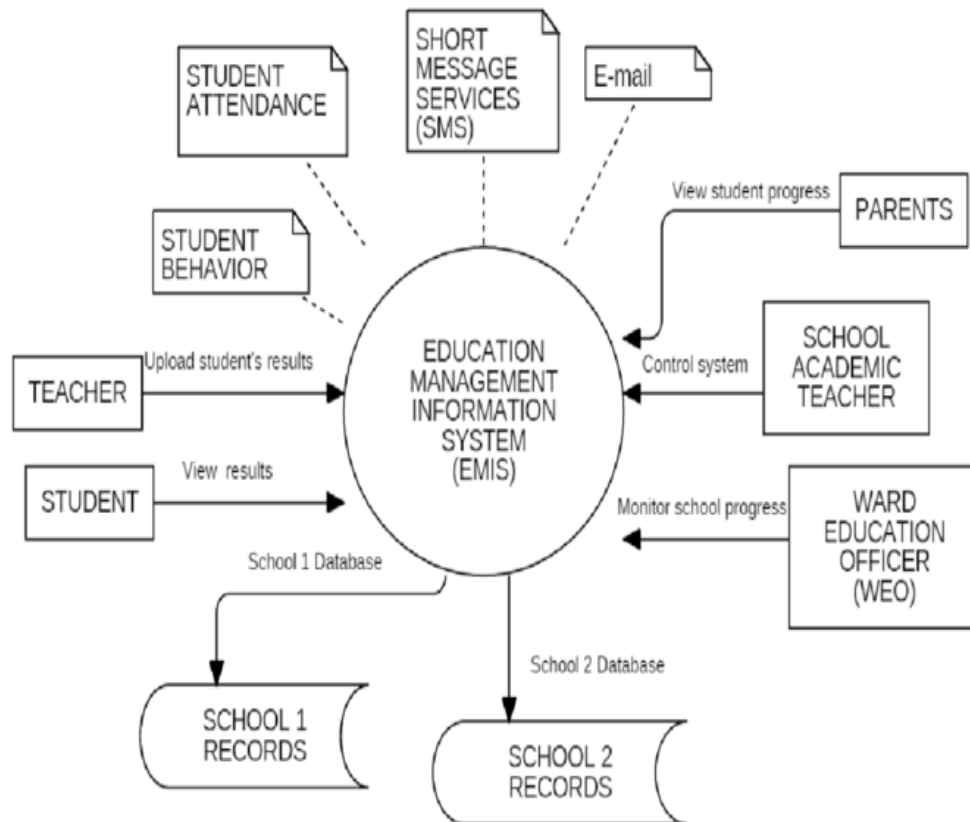 STUDENT
ATTENDANCE
SHORT
MESSAGE
SERVICES
(SMS)
E-mail
View student progress
PARENTS
STUDENT
BEHAVIOR
EDUCATION
MANAGEMENT
INFORMATION
SYSTEM
(EMIS)
SCHOOL
ACADEMIC
TEACHER
Control system
Upload student's results
TEACHER
View results
STUDENT
Monitor school progress
WARD
EDUCATION
OFFICER
(WEO)
School 1 Database
School 2 Database
SCHOOL 1
RECORDS
SCHOOL 2
RECORDS